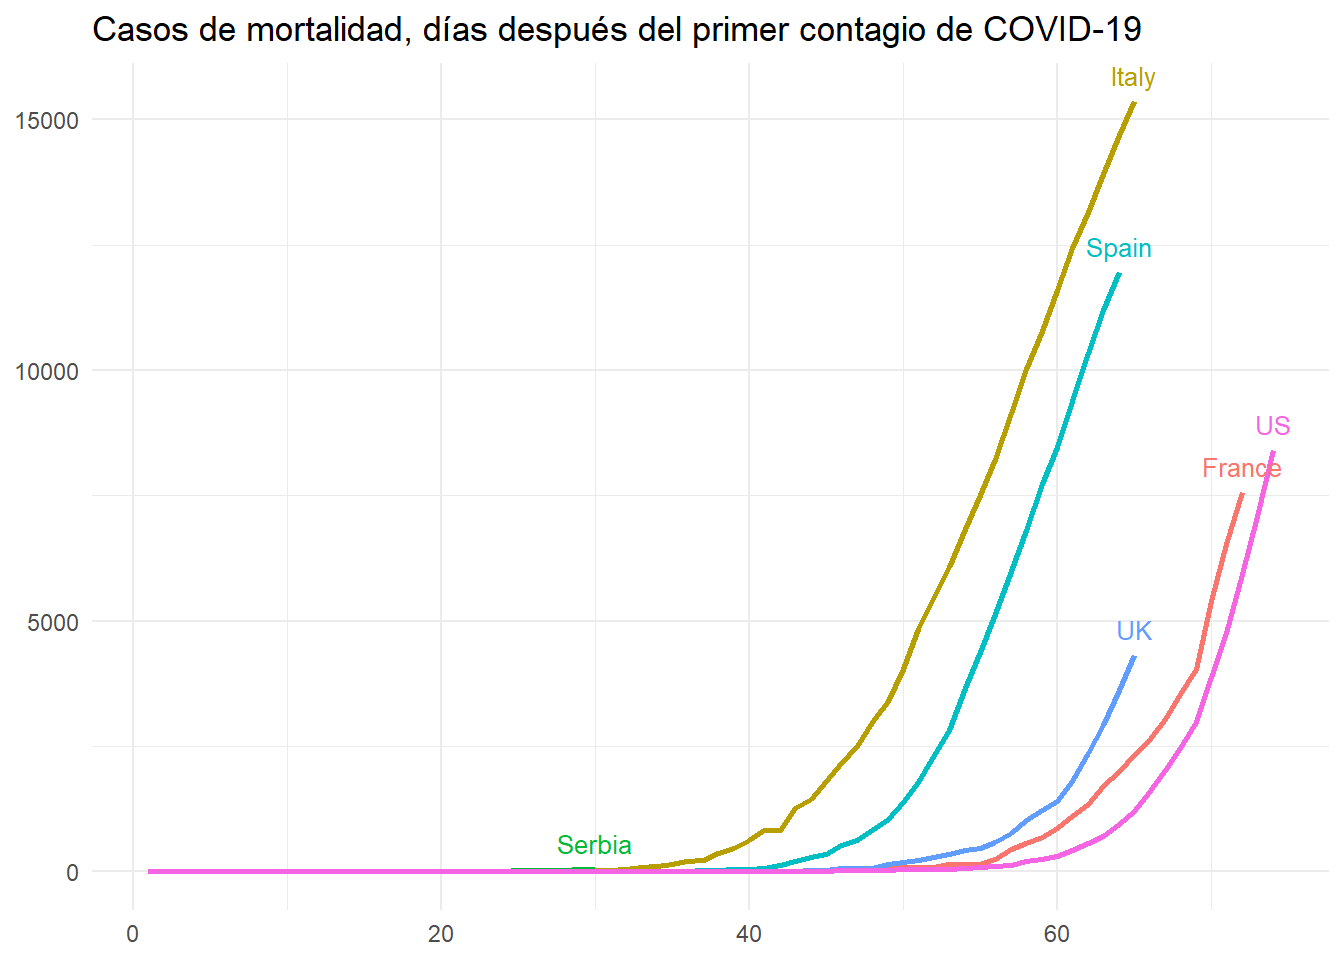 Casos de mortalidad, días después del primer contagio de COVID-19
Italy
15000
Spain
10000
US
France
5000
UK
Serbia
0
0 20 40 60